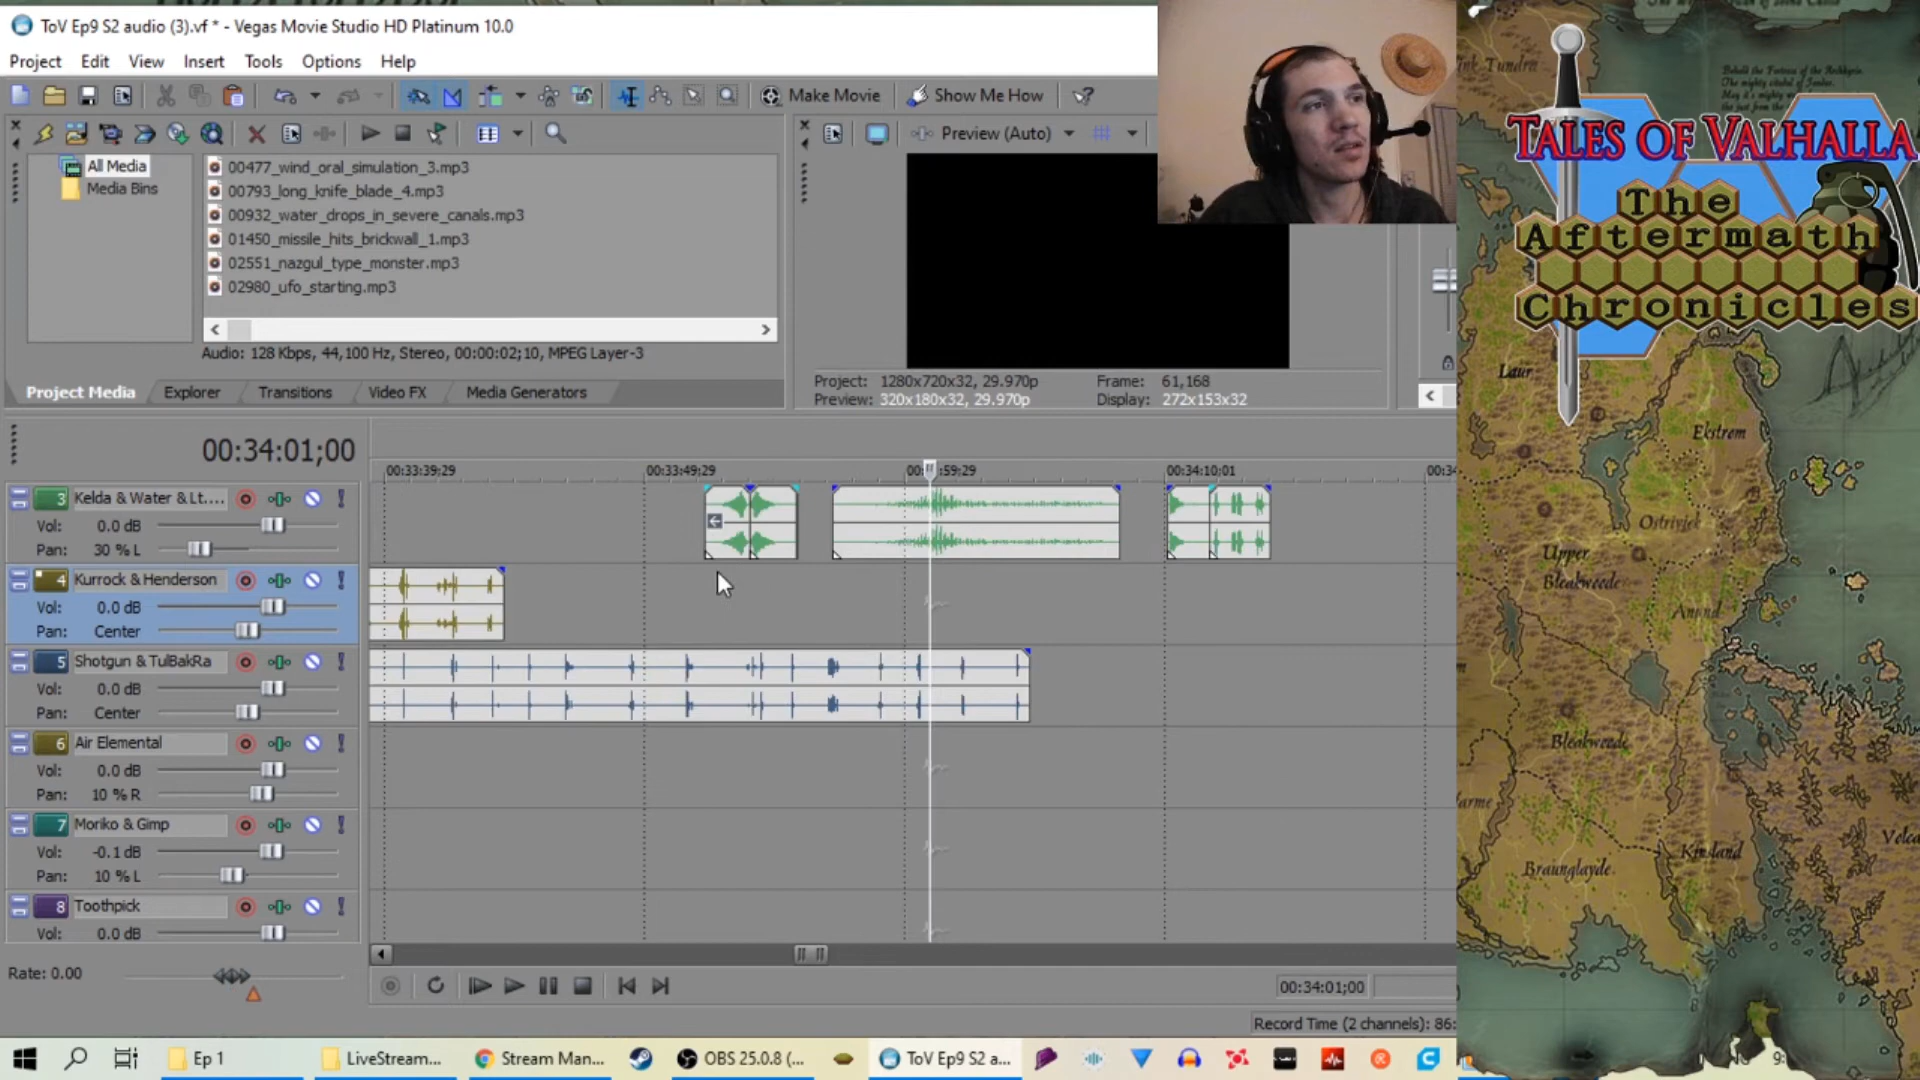 ToV Ep9 S2 audio (3).vf * - Vegas Movie Studio HD Platinum 10.0
Project Edit View Insert Tools Options Help
Make Movie Show Me How
Preview (Auto)
All Media
Media Bins
00477_wind_oral_simulation_3.mp3
00793_long_knife_blade_4.mp3
00932_water_drops_in_severe_canals.mp3
01450_missile_hits_brickwall_1.mp3
02551_nazgul_type_monster.mp3
02980_ufo_starting.mp3
Audio: 128 Kbps, 44,100 Hz, Stereo, 00:00:02;10, MPEG Layer-3
Project Media Explorer Transitions Video FX Media Generators
Project: 1280x720x32, 29.970p Frame: 61,168
Preview: 320x180x32, 29.970p Display: 272x153x32
00:34:01;00
00:33:39;29 00:33:49;29 :59;29 00:34:10;01
3 Kelda & Water & Lt....
Vol: 0.0 dB
Pan: 30 % L
4 Kurrock & Henderson
Vol: 0.0 dB
Pan: Center
5 Shotgun & TulBakRa
Vol: 0.0 dB
Pan: Center
6 Air Elemental
Vol: 0.0 dB
Pan: 10 % R
7 Moriko & Gimp
Vol: -0.1 dB
Pan: 10 % L
8 Toothpick
Vol: 0.0 dB
Rate: 0.00
00:34:01;00
Record Time (2 channels): 86:
Ep 1 LiveStream... Stream Man... OBS 25.0.8 (... ToV Ep9 S2 a...
Tundra
TALES OF VALHALLA
The
Aftermath
Chronicles
Laur
Ekstrom
Ostrivjek
Upper
Bleakweede
Anund
Bleakweede
Kinsland
Braunglayde